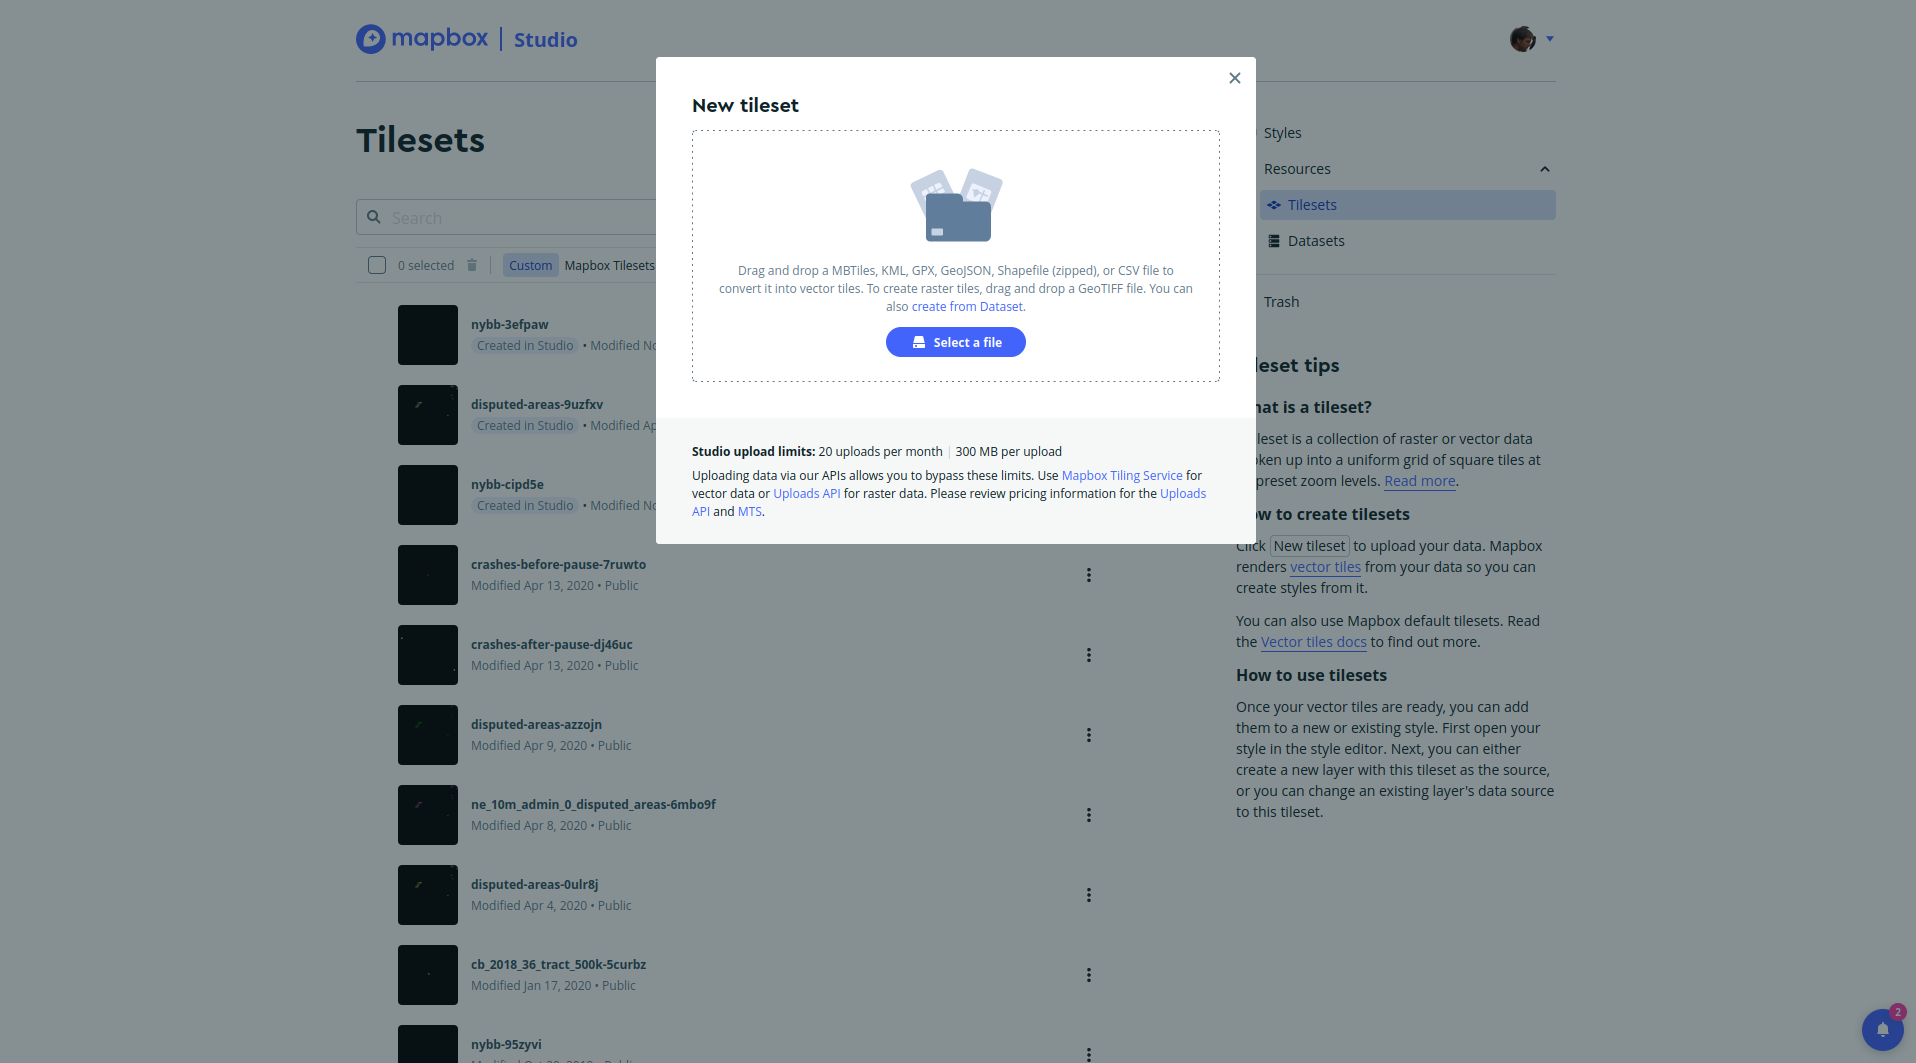 mapbox | Studio
Tilesets
Search
0 selected
Custom
Mapbox Tilesets
nybb-3efpaw
Created in Studio • Modified No
disputed-areas-9uzfxv
Created in Studio • Modified Ap
nybb-cipd5e
Created in Studio • Modified No
crashes-before-pause-7ruwto
Modified Apr 13, 2020 • Public
crashes-after-pause-dj46uc
Modified Apr 13, 2020 • Public
disputed-areas-azzojn
Modified Apr 9, 2020 • Public
ne_10m_admin_0_disputed_areas-6mbo9f
Modified Apr 8, 2020 • Public
disputed-areas-0ulr8j
Modified Apr 4, 2020 • Public
cb_2018_36_tract_500k-5curbz
Modified Jan 17, 2020 • Public
nybb-95zyvi
New tileset
Drag and drop a MBTiles, KML, GPX, GeoJSON, Shapefile (zipped), or CSV file to
convert it into vector tiles. To create raster tiles, drag and drop a GeoTIFF file. You can
also create from Dataset.
Select a file
Studio upload limits: 20 uploads per month | 300 MB per upload
Uploading data via our APIs allows you to bypass these limits. Use Mapbox Tiling Service for
vector data or Uploads API for raster data. Please review pricing information for the Uploads
API and MTS.
Styles
Resources
Tilesets
Datasets
Trash
leset tips
hat is a tileset?
leset is a collection of raster or vector data
oken up into a uniform grid of square tiles at
preset zoom levels. Read more.
ow to create tilesets
Click New tileset to upload your data. Mapbox
renders vector tiles from your data so you can
create styles from it.
You can also use Mapbox default tilesets. Read
the Vector tiles docs to find out more.
How to use tilesets
Once your vector tiles are ready, you can add
them to a new or existing style. First open your
style in the style editor. Next, you can either
create a new layer with this tileset as the source,
or you can change an existing layer's data source
to this tileset.
2